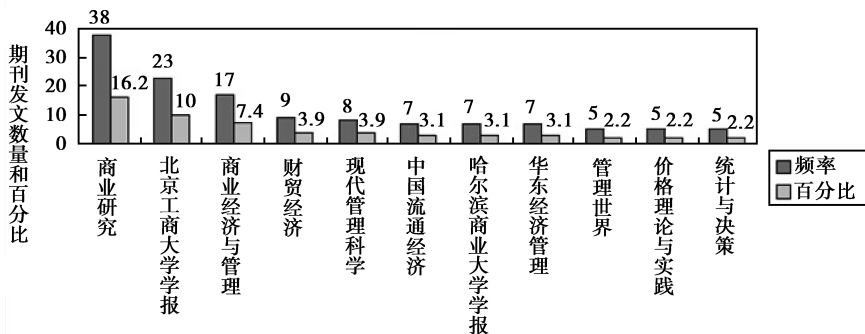 期刊发文数量和百分比
40
30
20
10
0
38
16.2
23
10
17
7.4
9
3.9
8
3.9
7
3.1
7
3.1
7
3.1
5
2.2
5
2.2
5
2.2
商业研究
北京工商大学学报
商业经济与管理
财贸经济
现代管理科学
中国流通经济
哈尔滨商业大学学报
华东经济管理
管理世界
价格理论与实践
统计与决策
频率
百分比